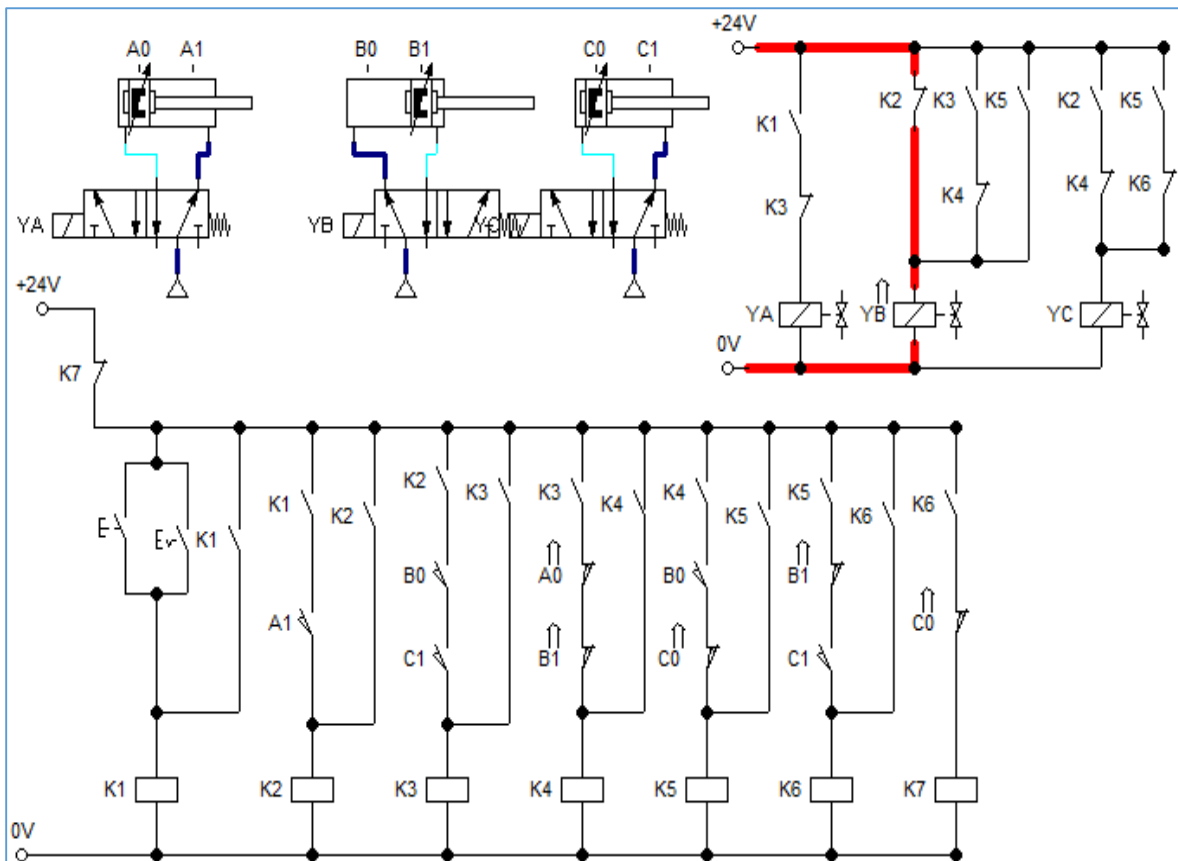 +24V
A0 A1 B0 B1 C0 C1
K2 K3 K5 K2 K5
K1
K4 K4 K6
K3
YA YB YC
+24V
YA YB YC
0V
K7
K2 K3 K3 K4 K4 K5 K5 K6 K6
K1 K2
E E K1
B0 A0 B0 B1
A1 C0
C1 B1 C0 C1
K1 K2 K3 K4 K5 K6 K7
0V